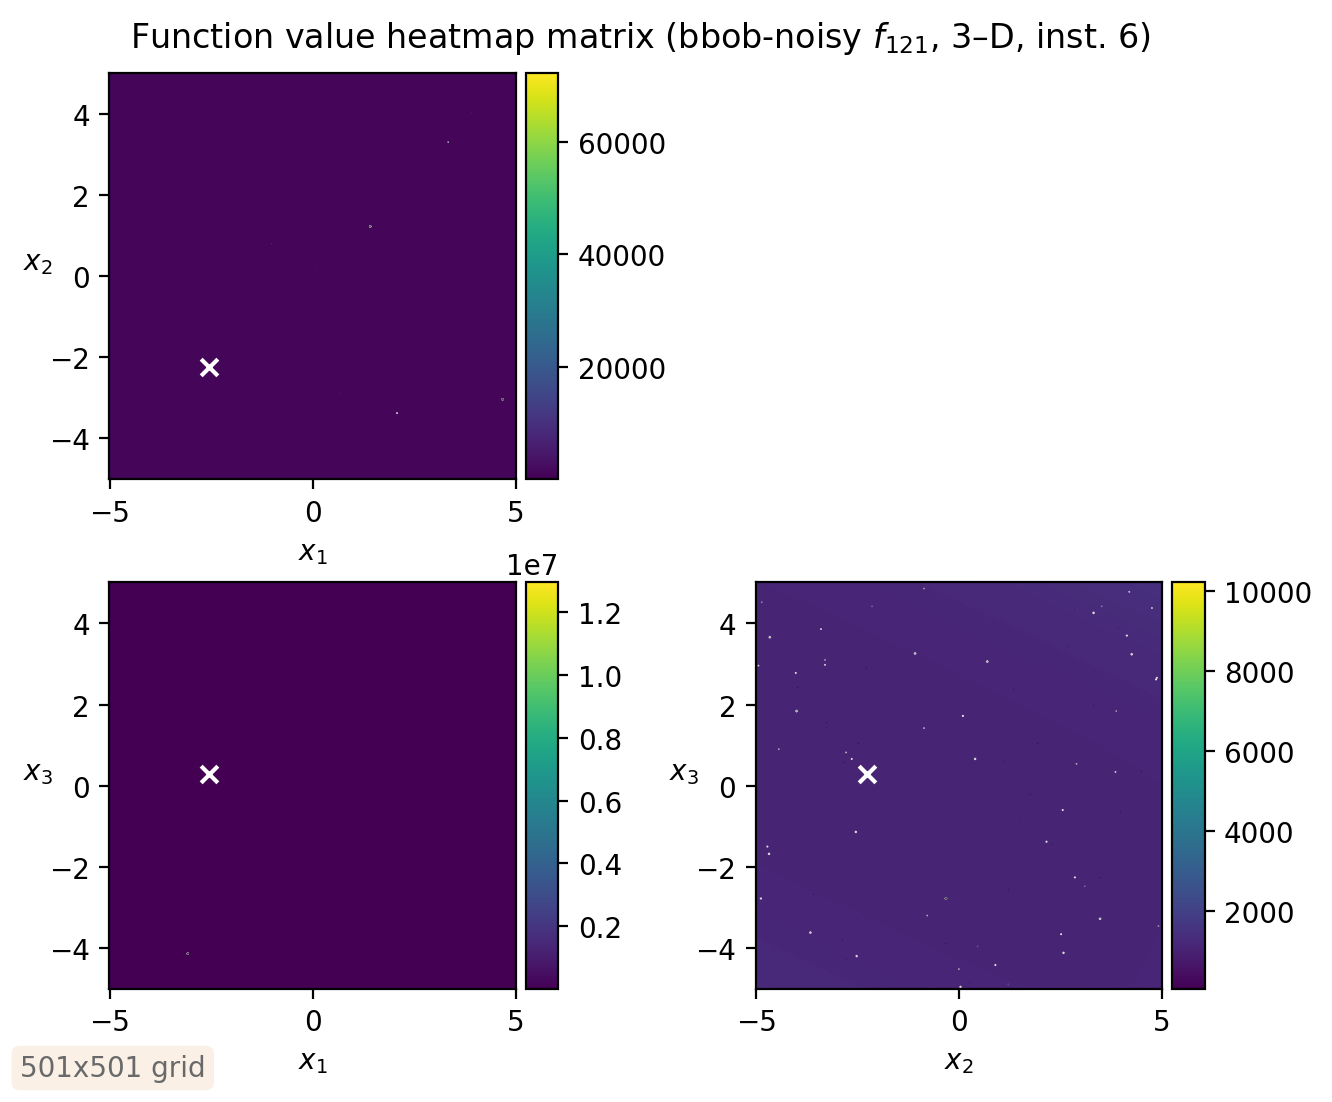 Function value heatmap matrix (bbob-noisy f121, 3–D, inst. 6)
4
2
0
−2
−4
x2
−5 0 5
x1
60000
40000
20000
1e7
4
2
0
−2
−4
x3
−5 0 5
x1
1.2
1.0
0.8
0.6
0.4
0.2
4
2
0
−2
−4
x3
−5 0 5
x2
10000
8000
6000
4000
2000
501x501 grid